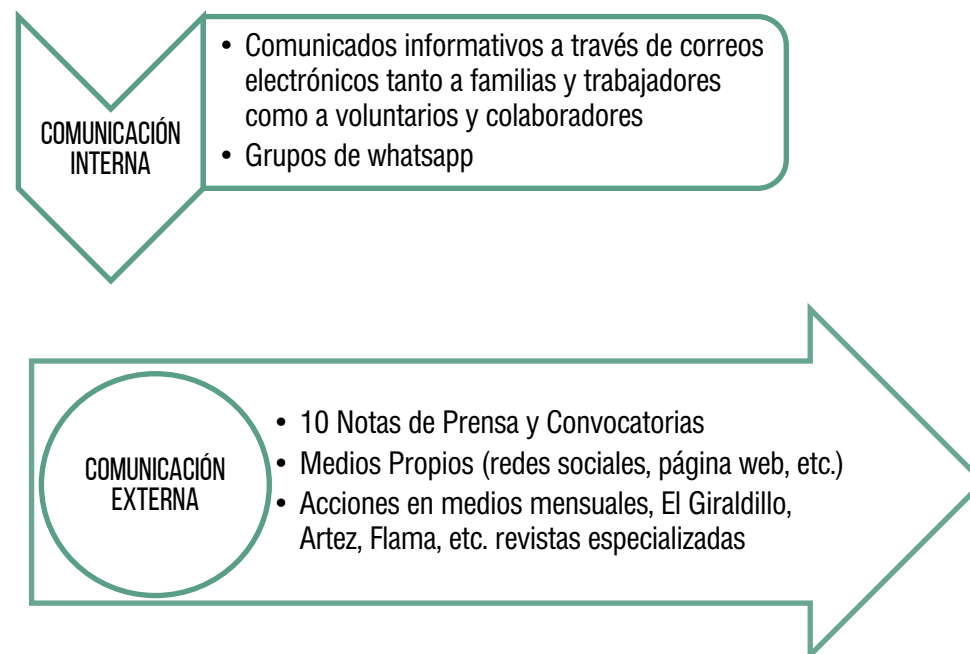 COMUNICACIÓN
INTERNA
• Comunicados informativos a través de correos
electrónicos tanto a familias y trabajadores
como a voluntarios y colaboradores
• Grupos de whatsapp
COMUNICACIÓN
EXTERNA
• 10 Notas de Prensa y Convocatorias
• Medios Propios (redes sociales, página web, etc.)
• Acciones en medios mensuales, El Giraldillo,
Artez, Flama, etc. revistas especializadas